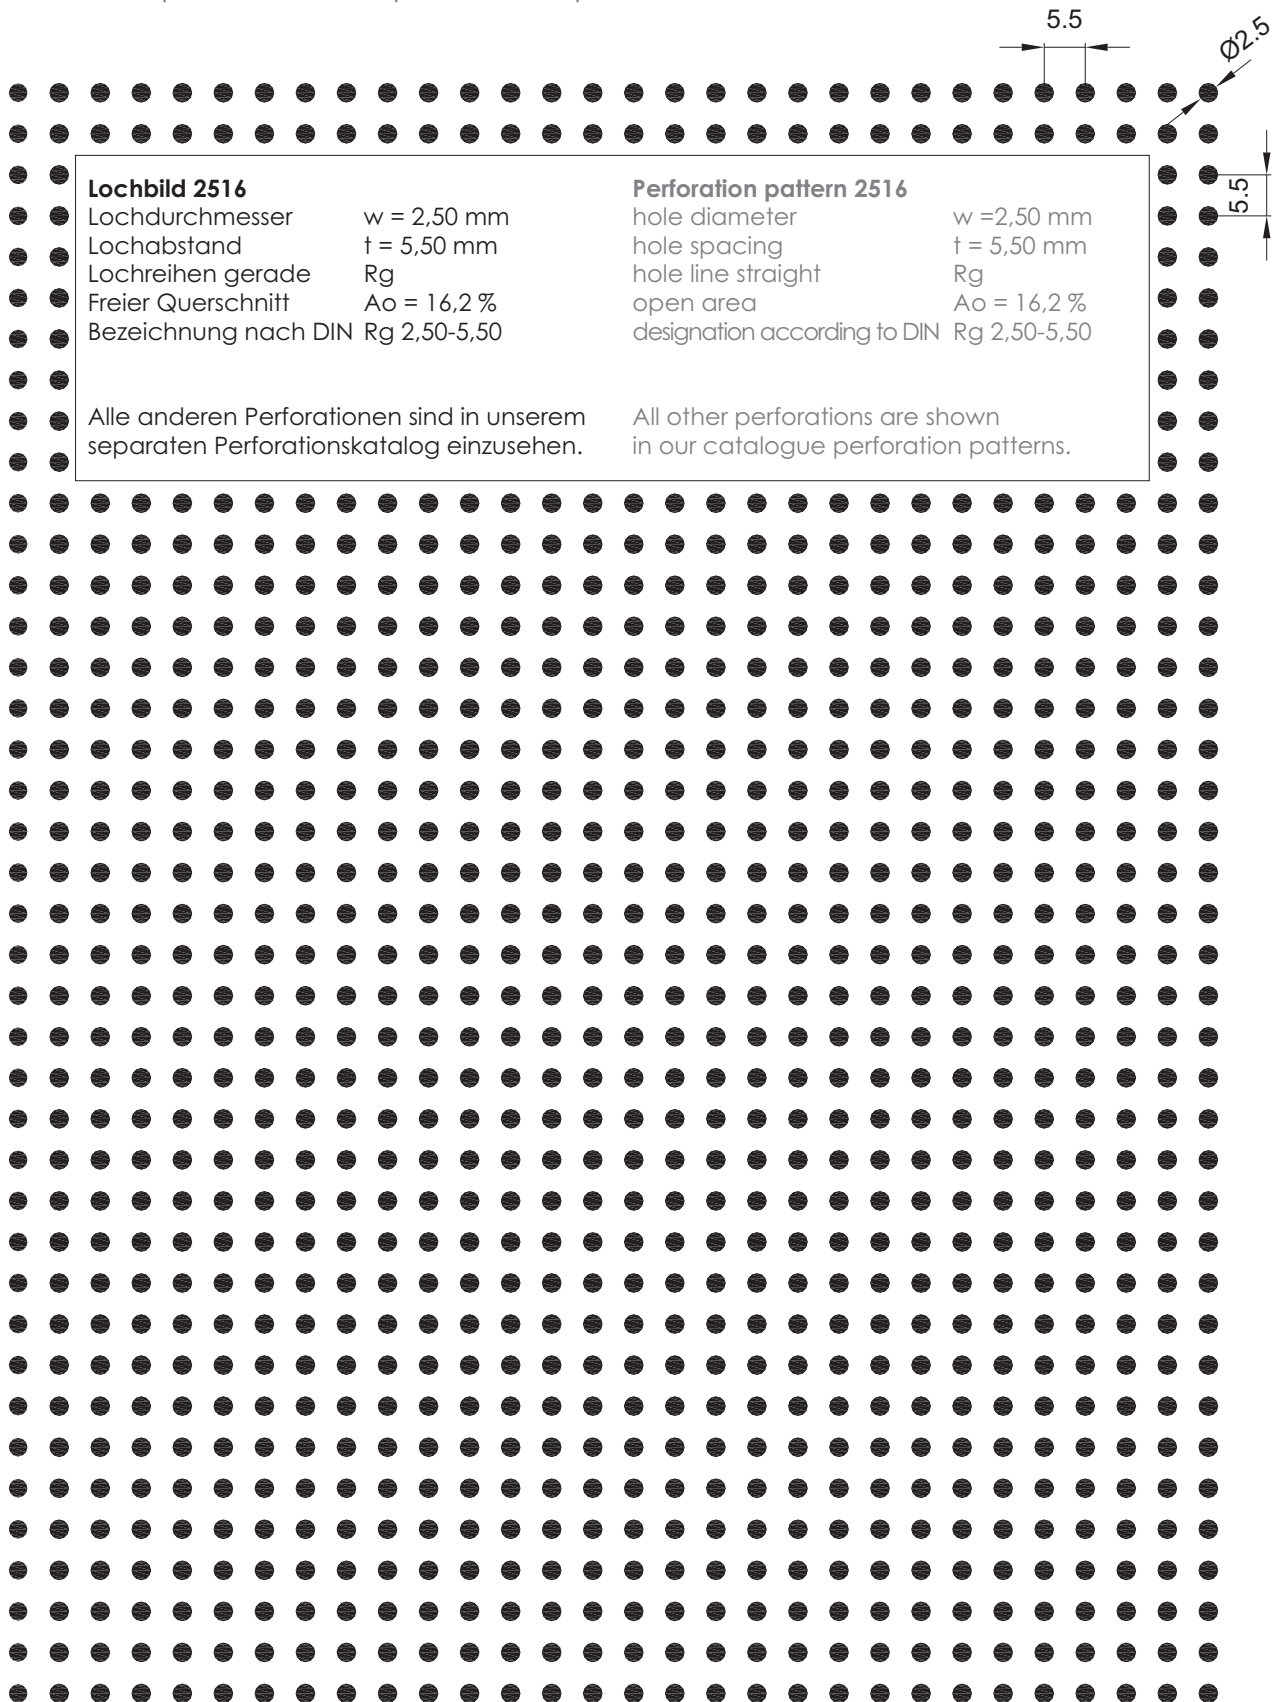 5.5
Ø2.5
5.5
Lochbild 2516
Lochdurchmesser w = 2,50 mm
Lochabstand t = 5,50 mm
Lochreihen gerade Rg
Freier Querschnitt Ao = 16,2 %
Bezeichnung nach DIN Rg 2,50-5,50
Alle anderen Perforationen sind in unserem
separaten Perforationskatalog einzusehen.
Perforation pattern 2516
hole diameter w =2,50 mm
hole spacing t = 5,50 mm
hole line straight Rg
open area Ao = 16,2 %
designation according to DIN Rg 2,50-5,50
All other perforations are shown
in our catalogue perforation patterns.